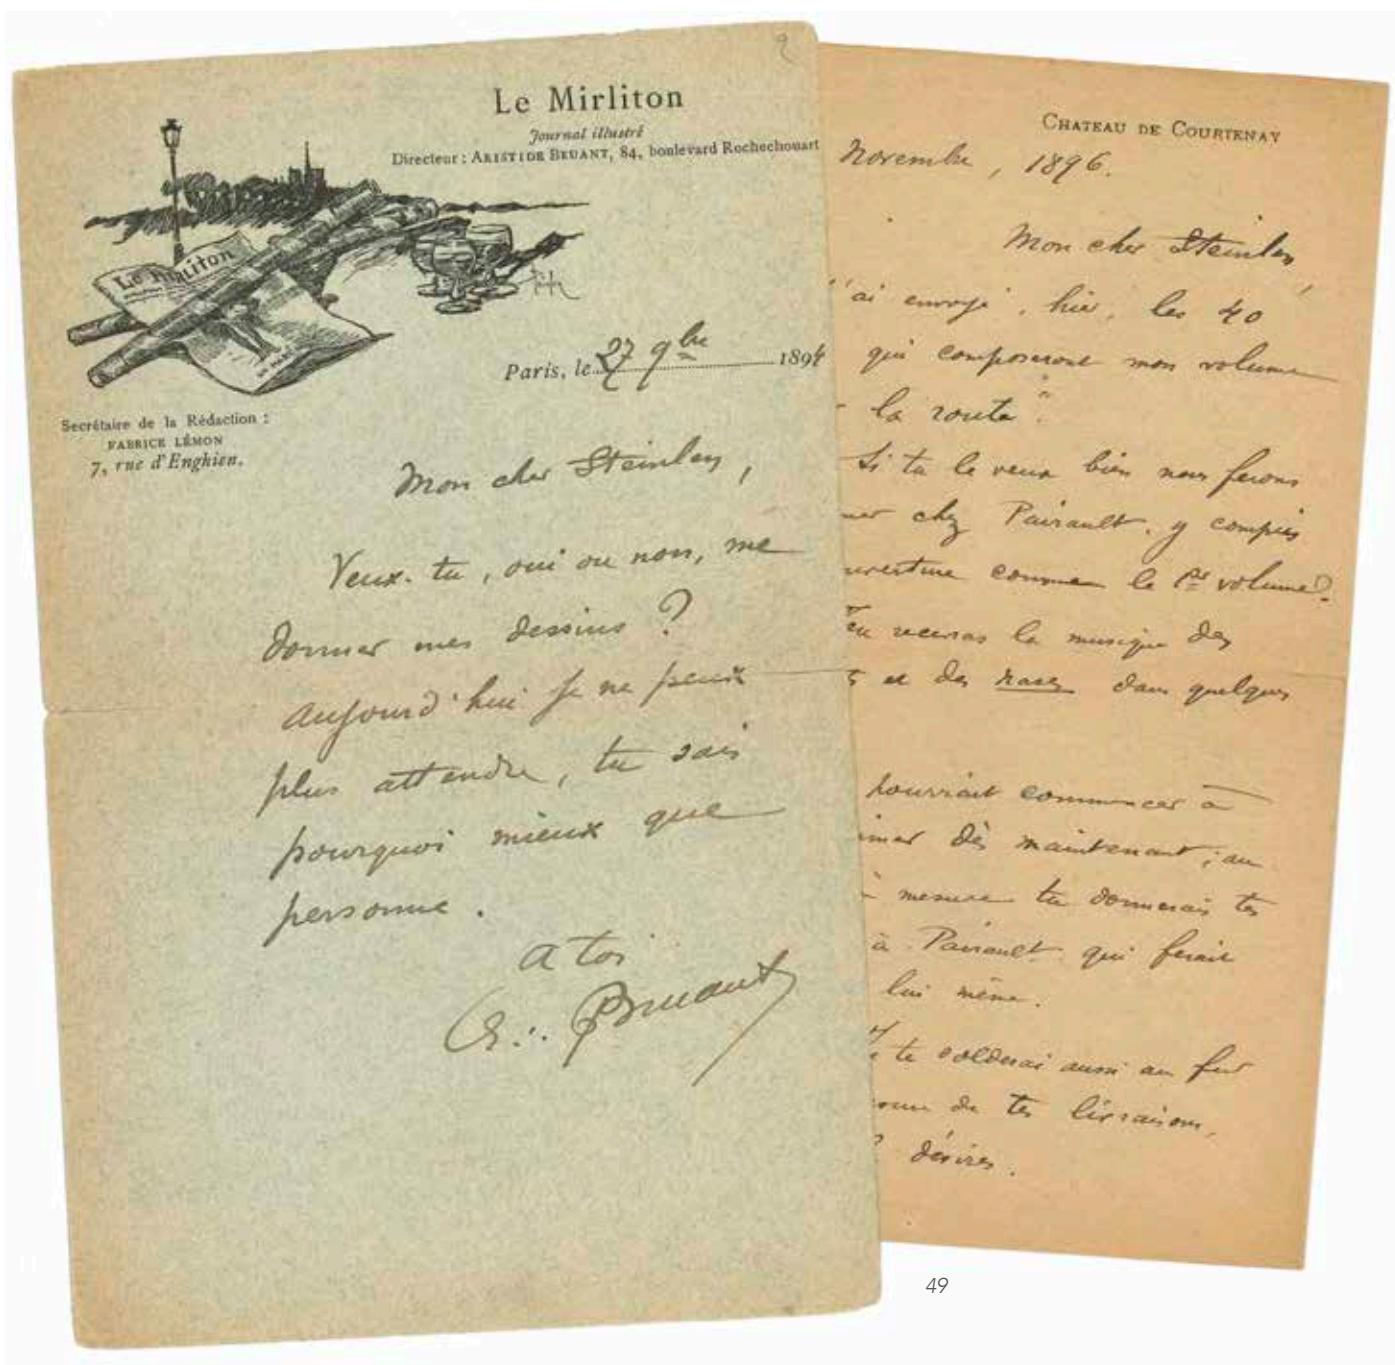 2
Le Mirliton
Journal illustré
Directeur : ARISTIDE BRUANT, 84, boulevard Rochechouart
Le Mirliton
Paris, le 27 9bre 1894
Secrétaire de la Rédaction :
FABRICE LÉMON
7, rue d'Enghien.
Mon cher Steinlen,
Veux-tu, oui ou non, me
donner mes dessins ?
Aujourd'hui je ne peux
plus attendre, tu sais
pourquoi mieux que
personne.
A toi
A. Bruant
CHATEAU DE COURTENAY
Novembre, 1896.
Mon cher Steinlen,
'ai envoyé, hier, les 40
qui composeront mon volume
la route".
Si tu le veux bien nous ferons
mer chez Pairault, y compris
uverture comme le 1er volume.
Tu recevras la musique des
et des rares dans quelques
pourrait commencer à
imer dès maintenant ; au
à mesure tu donnerais tes
à Pairault qui ferait
lui même.
te solderai aussi au fur
de tes livraisons,
désires.
49